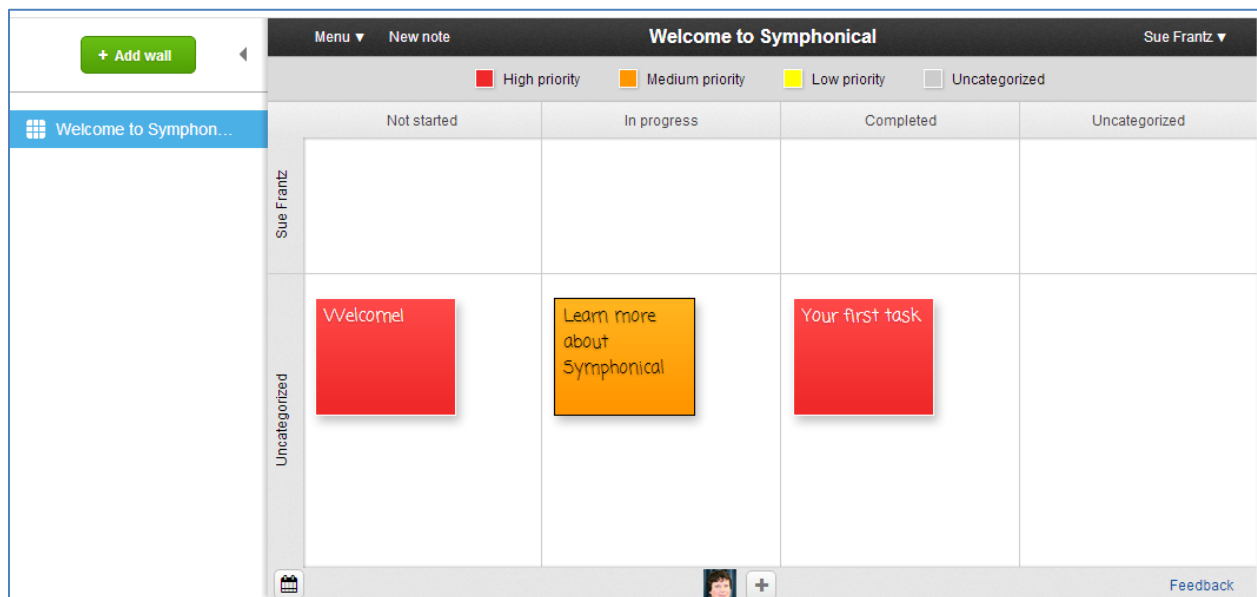 + Add wall
Menu ▼ New note Welcome to Symphonical Sue Frantz ▼
High priority Medium priority Low priority Uncategorized
Welcome to Symphon...
Not started In progress Completed Uncategorized
Sue Frantz
Uncategorized
Welcome!
Learn more
about
Symphonical
Your first task
+
Feedback